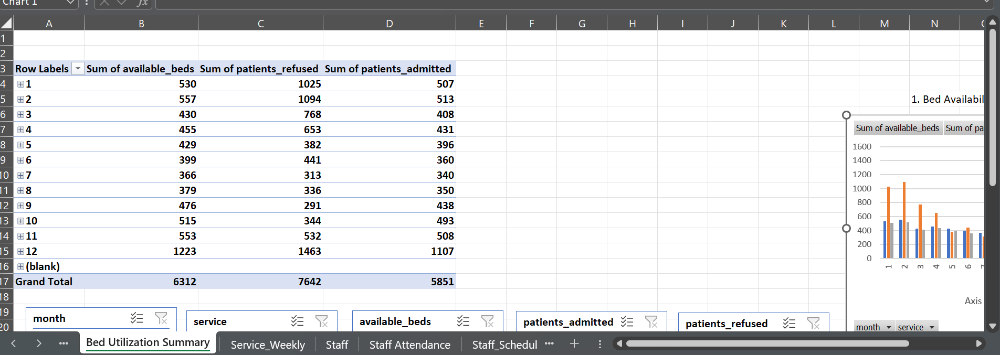 Chart 1 fx
A B C D E F G H I J K L M N
1
2
3 Row Labels Sum of available_beds Sum of patients_refused Sum of patients_admitted
4 1 530 1025 507
5 2 557 1094 513
6 3 430 768 408
7 4 455 653 431
8 5 429 382 396
9 6 399 441 360
10 7 366 313 340
11 8 379 336 350
12 9 476 291 438
13 10 515 344 493
14 11 553 532 508
15 12 1223 1463 1107
16 (blank)
17 Grand Total 6312 7642 5851
18
19
20
1. Bed Availabil
Sum of available_beds Sum of pa
1600
1400
1200
1000
800
600
400
200
0
1 2 3 4 5 6 7
Axis
month service
month service available_beds patients_admitted patients_refused
Bed Utilization Summary Service_Weekly Staff Staff Attendance Staff_Schedul